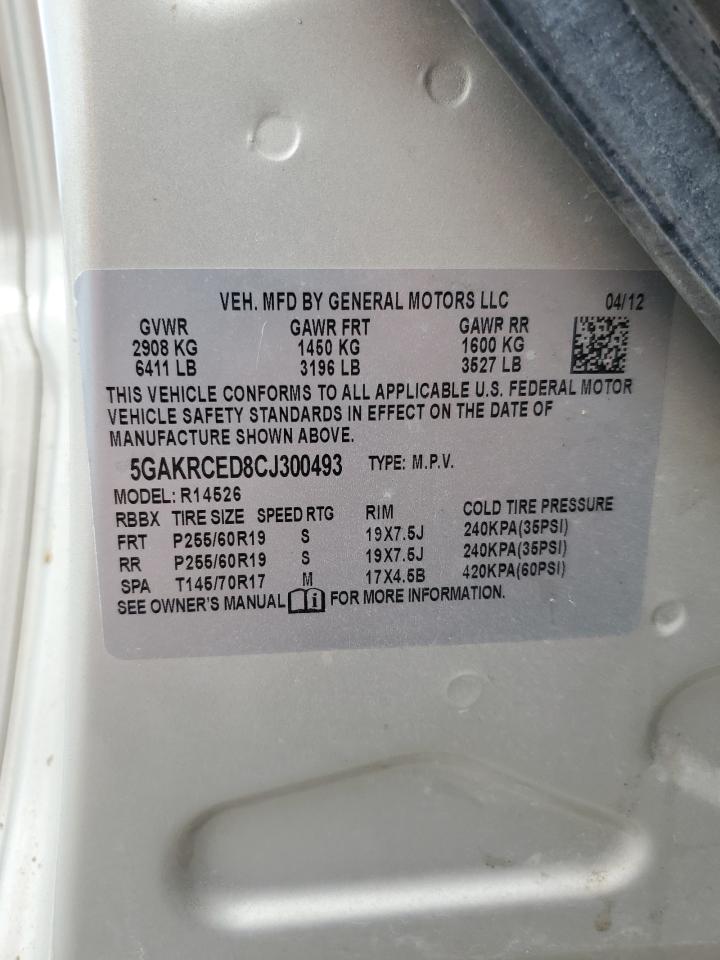 VEH. MFD BY GENERAL MOTORS LLC 04/12
GVWR GAWR FRT GAWR RR
2908 KG 1450 KG 1600 KG
6411 LB 3196 LB 3527 LB
THIS VEHICLE CONFORMS TO ALL APPLICABLE U.S. FEDERAL MOTOR
VEHICLE SAFETY STANDARDS IN EFFECT ON THE DATE OF
MANUFACTURE SHOWN ABOVE.
5GAKRCED8CJ300493 TYPE: M.P.V.
MODEL: R14526
RBBX TIRE SIZE SPEED RTG RIM COLD TIRE PRESSURE
FRT P255/60R19 S 19X7.5J 240KPA(35PSI)
RR P255/60R19 S 19X7.5J 240KPA(35PSI)
SPA T145/70R17 M 17X4.5B 420KPA(60PSI)
SEE OWNER'S MANUAL i FOR MORE INFORMATION.